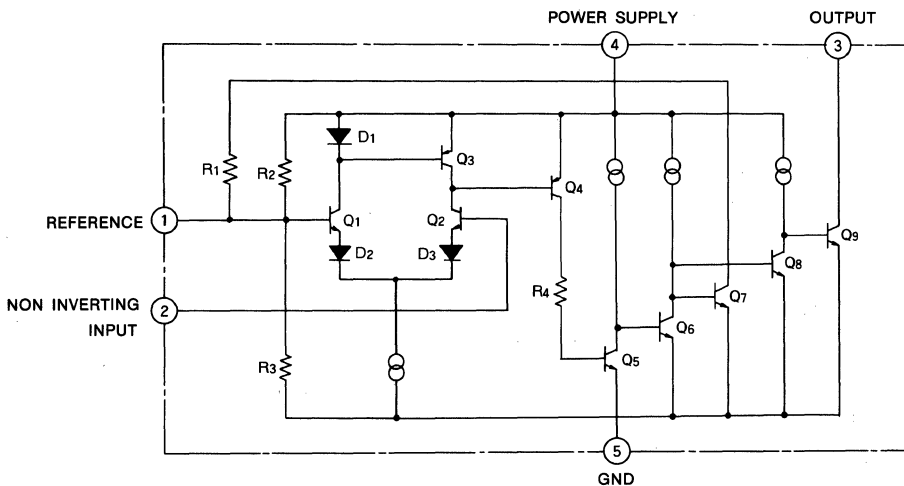 POWER SUPPLY
OUTPUT
4
3
D1
R1
R2
Q3
Q4
REFERENCE
1
Q1
Q2
Q9
D2
D3
Q8
R4
Q7
NON INVERTING
INPUT
2
Q6
R3
Q5
5
GND